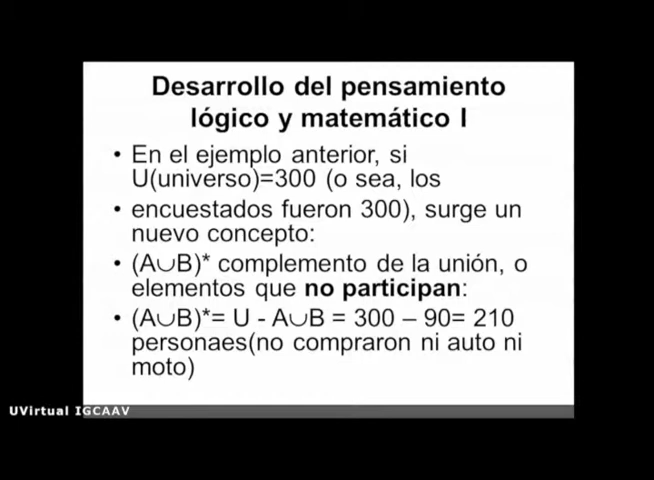 Desarrollo del pensamiento
lógico y matemático I
• En el ejemplo anterior, si
U(universo)=300 (o sea, los
• encuestados fueron 300), surge un
nuevo concepto:
• (A∪B)* complemento de la unión, o
elementos que no participan:
• (A∪B)*= U - A∪B = 300 – 90= 210
personaes(no compraron ni auto ni
moto)
UVirtual IGCAAV